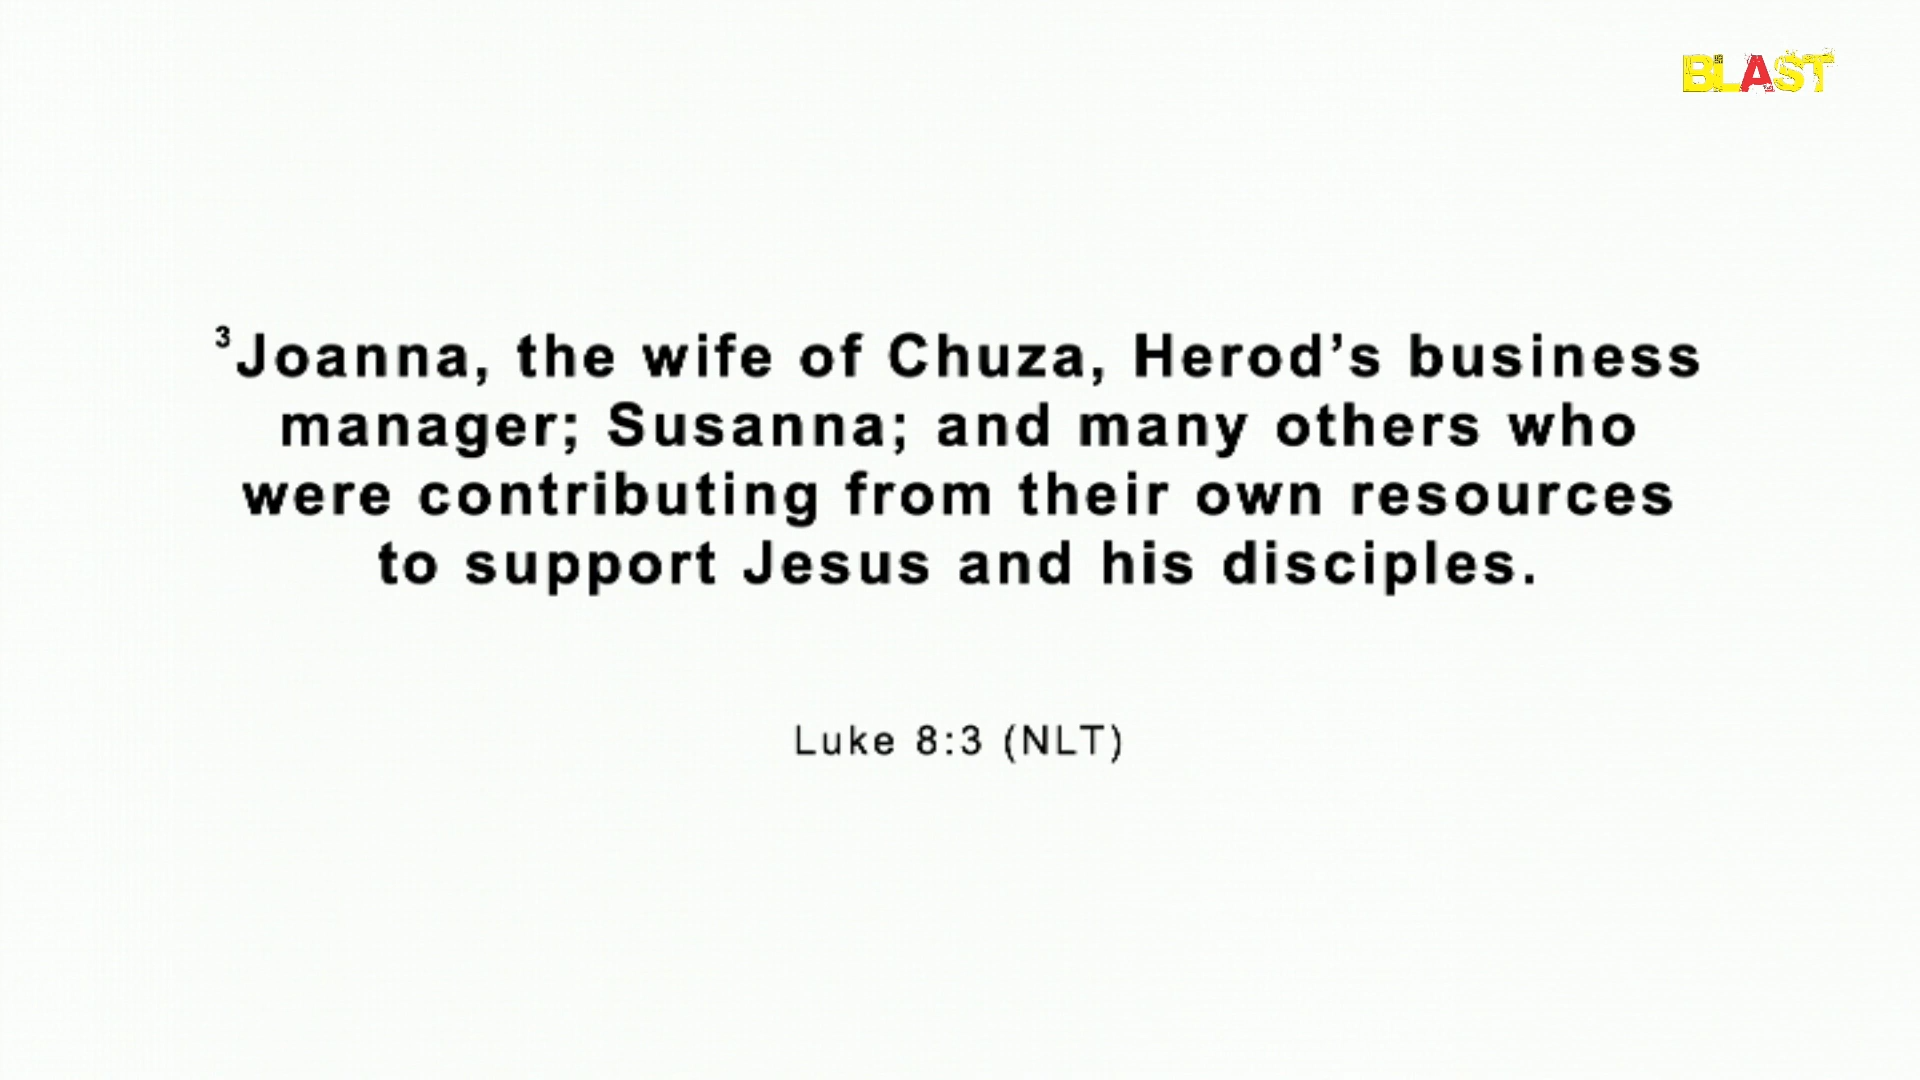 BLAST
³Joanna, the wife of Chuza, Herod’s business
manager; Susanna; and many others who
were contributing from their own resources
to support Jesus and his disciples.
Luke 8:3 (NLT)